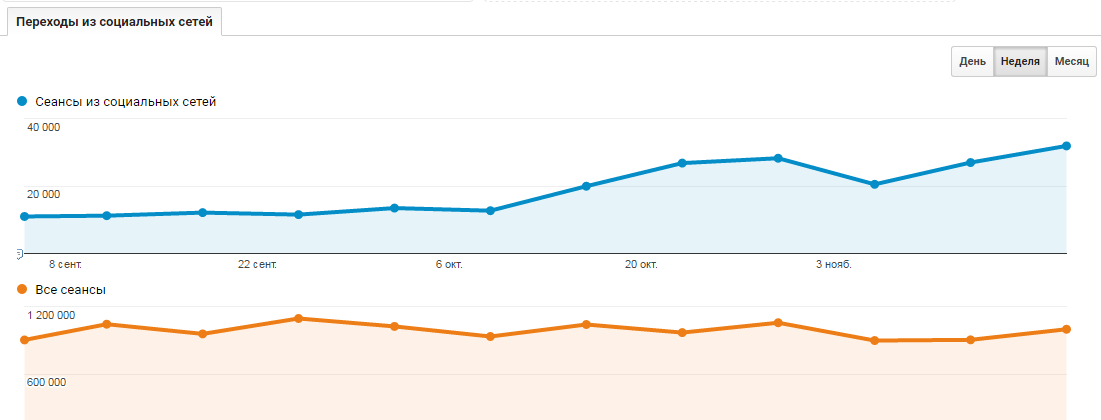 Переходы из социальных сетей
День Неделя Месяц
Сеансы из социальных сетей
40 000
20 000
8 сент. 22 сент. 6 окт. 20 окт. 3 нояб.
Все сеансы
1 200 000
600 000